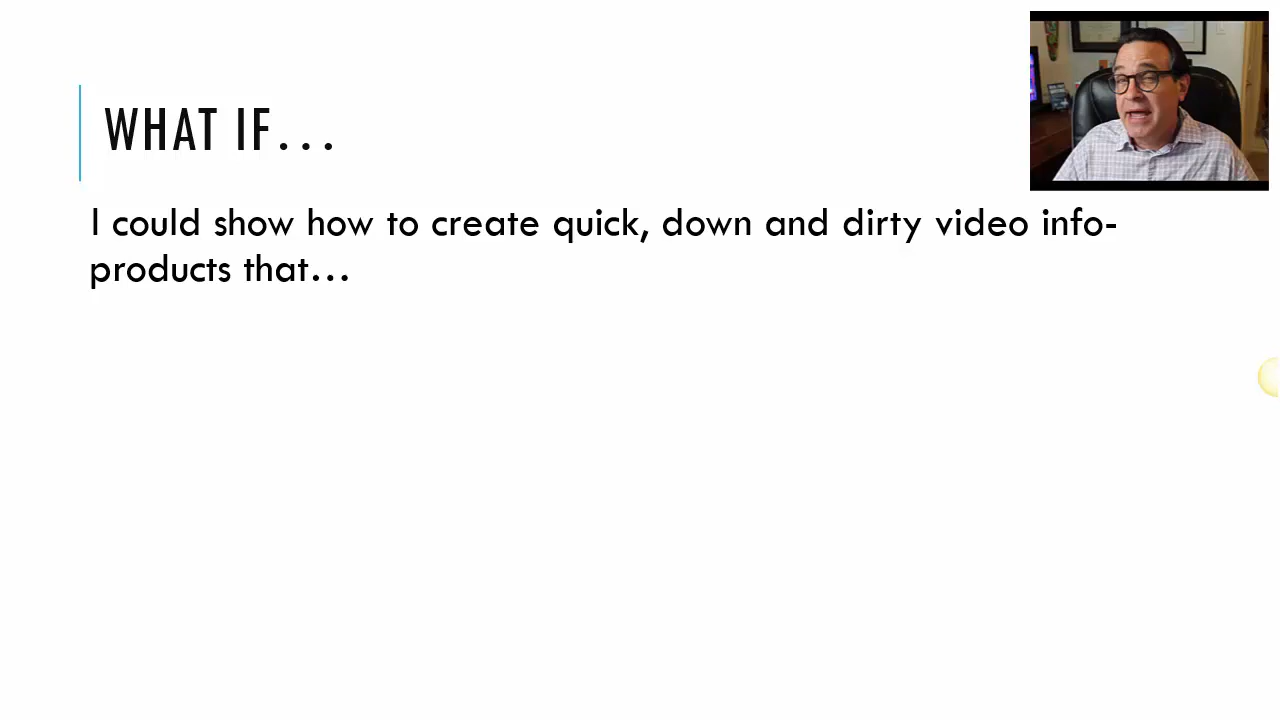 WHAT IF...
I could show how to create quick, down and dirty video info-
products that...